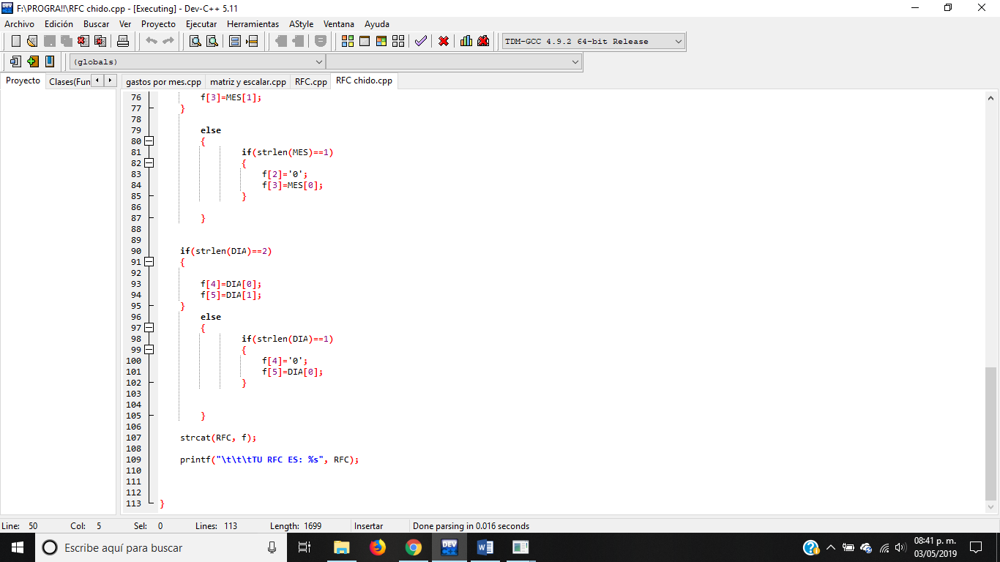 F:\PROGRA!!\RFC chido.cpp - [Executing] - Dev-C++ 5.11
Archivo Edición Buscar Ver Proyecto Ejecutar Herramientas AStyle Ventana Ayuda
TDM-GCC 4.9.2 64-bit Release
(globals)
Proyecto Clases(Fun gastos por mes.cpp matriz y escalar.cpp RFC.cpp RFC chido.cpp
76 f[3]=MES[1];
77 }
78
79 else
80 {
81 if(strlen(MES)==1)
82 {
83 f[2]='0';
84 f[3]=MES[0];
85 }
86
87 }
88
89
90 if(strlen(DIA)==2)
91 {
92
93 f[4]=DIA[0];
94 f[5]=DIA[1];
95 }
96 else
97 {
98 if(strlen(DIA)==1)
99 {
100 f[4]='0';
101 f[5]=DIA[0];
102 }
103
104
105 }
106
107 strcat(RFC, f);
108
109 printf("\t\t\tTU RFC ES: %s", RFC);
110
111
112
113 }
Line: 50 Col: 5 Sel: 0 Lines: 113 Length: 1699 Insertar Done parsing in 0.016 seconds
Escribe aquí para buscar
DEV
08:41 p. m.
03/05/2019